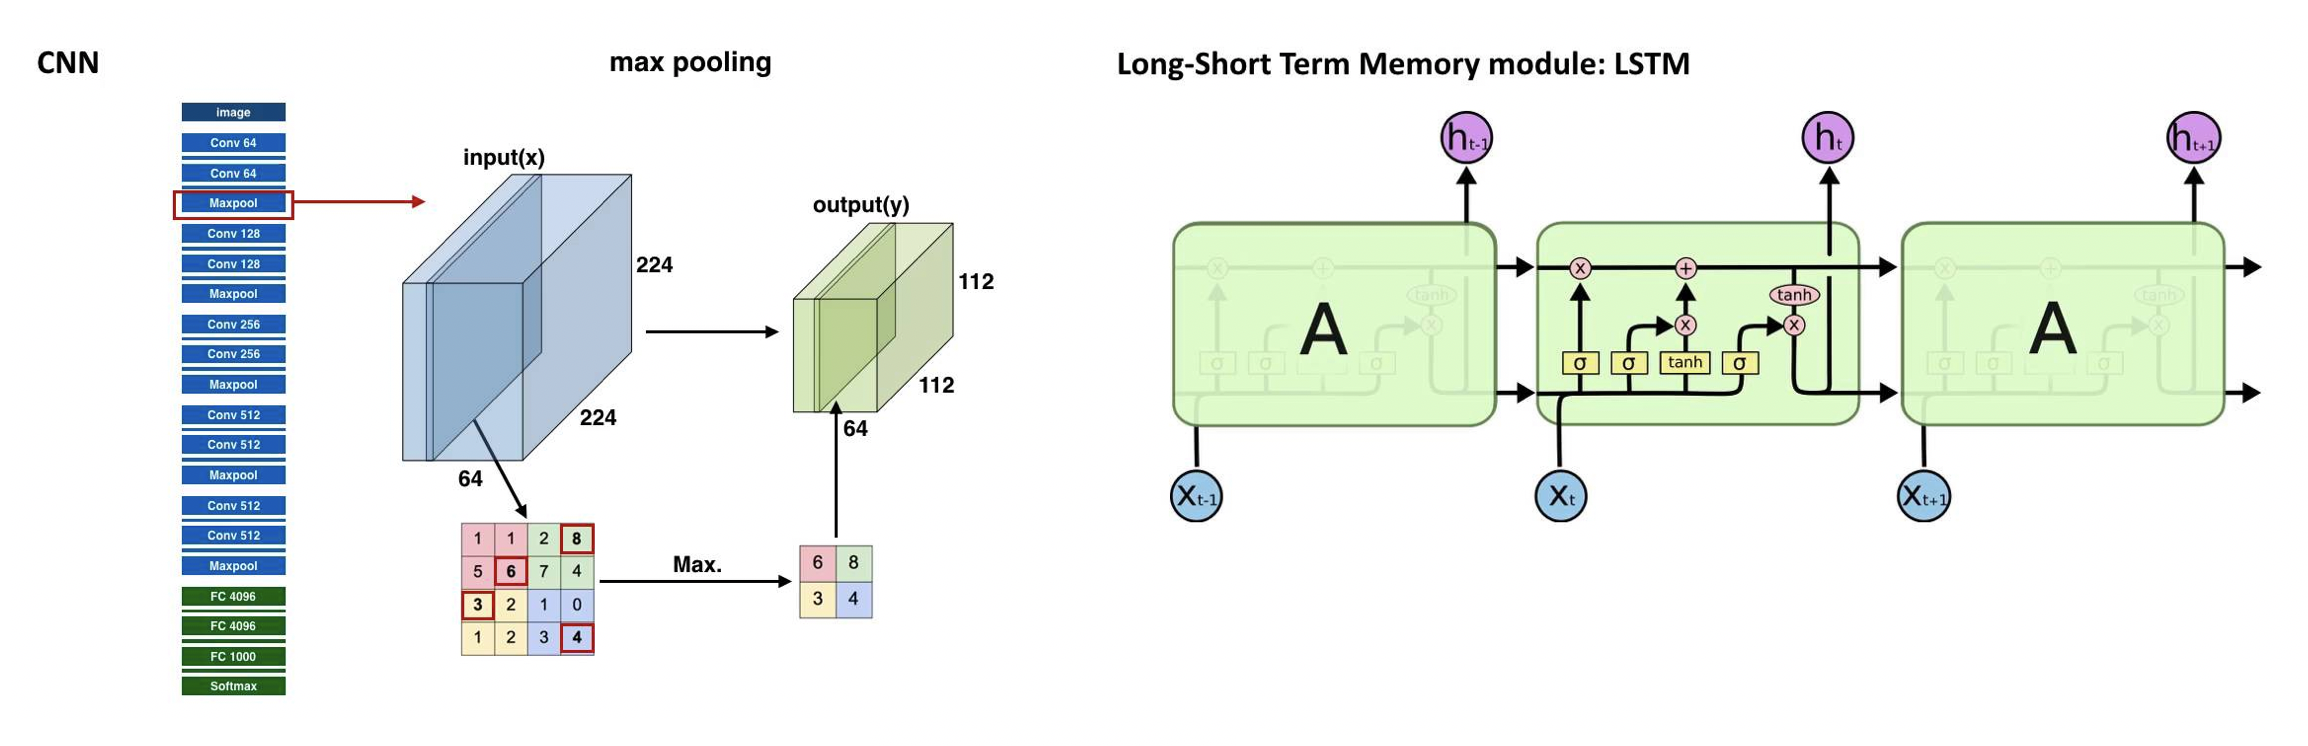 CNN
max pooling
image
Conv 64
Conv 64
Maxpool
Conv 128
Conv 128
Maxpool
Conv 256
Conv 256
Maxpool
Conv 512
Conv 512
Maxpool
Conv 512
Conv 512
Maxpool
FC 4096
FC 4096
FC 1000
Softmax
input(x)
224
224
64
output(y)
112
112
64
1 1 2 8
5 6 7 4
3 2 1 0
1 2 3 4
Max.
6 8
3 4
Long-Short Term Memory module: LSTM
ht-1
ht
ht+1
x
+
tanh
x
σ
σ
σ
A
x
+
tanh
x
x
σ
σ
tanh
σ
x
+
tanh
x
σ
σ
σ
A
Xt-1
Xt
Xt+1